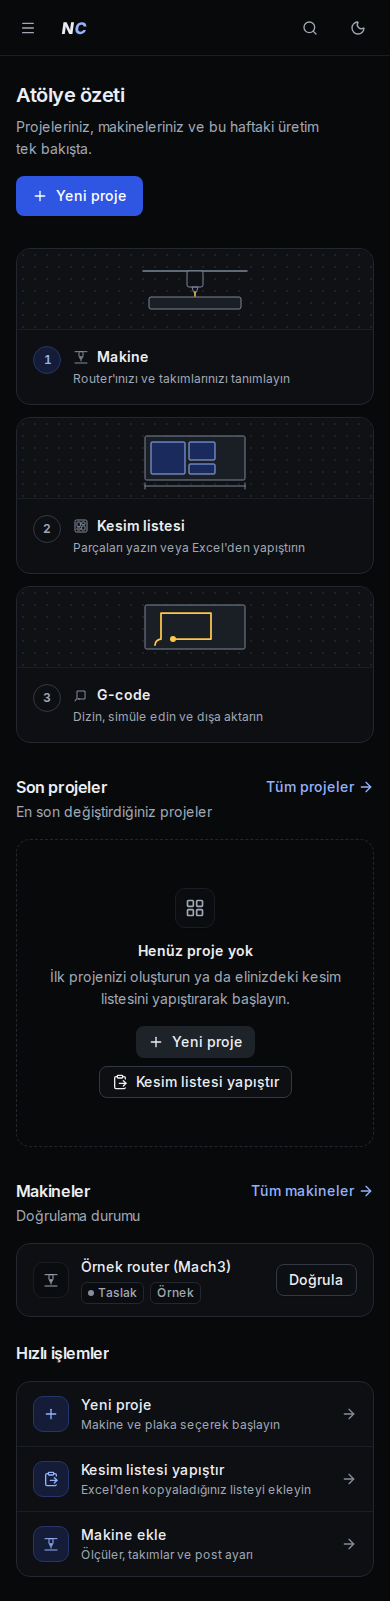 NC
Atölye özeti
Projeleriniz, makineleriniz ve bu haftaki üretim
tek bakışta.
Yeni proje
1
Makine
Router'ınızı ve takımlarınızı tanımlayın
2
Kesim listesi
Parçaları yazın veya Excel'den yapıştırın
3
G-code
Dizin, simüle edin ve dışa aktarın
Son projeler
Tüm projeler
En son değiştirdiğiniz projeler
Henüz proje yok
İlk projenizi oluşturun ya da elinizdeki kesim
listesini yapıştırarak başlayın.
Yeni proje
Kesim listesi yapıştır
Makineler
Tüm makineler
Doğrulama durumu
Örnek router (Mach3)
Taslak
Örnek
Doğrula
Hızlı işlemler
Yeni proje
Makine ve plaka seçerek başlayın
Kesim listesi yapıştır
Excel'den kopyaladığınız listeyi ekleyin
Makine ekle
Ölçüler, takımlar ve post ayarı